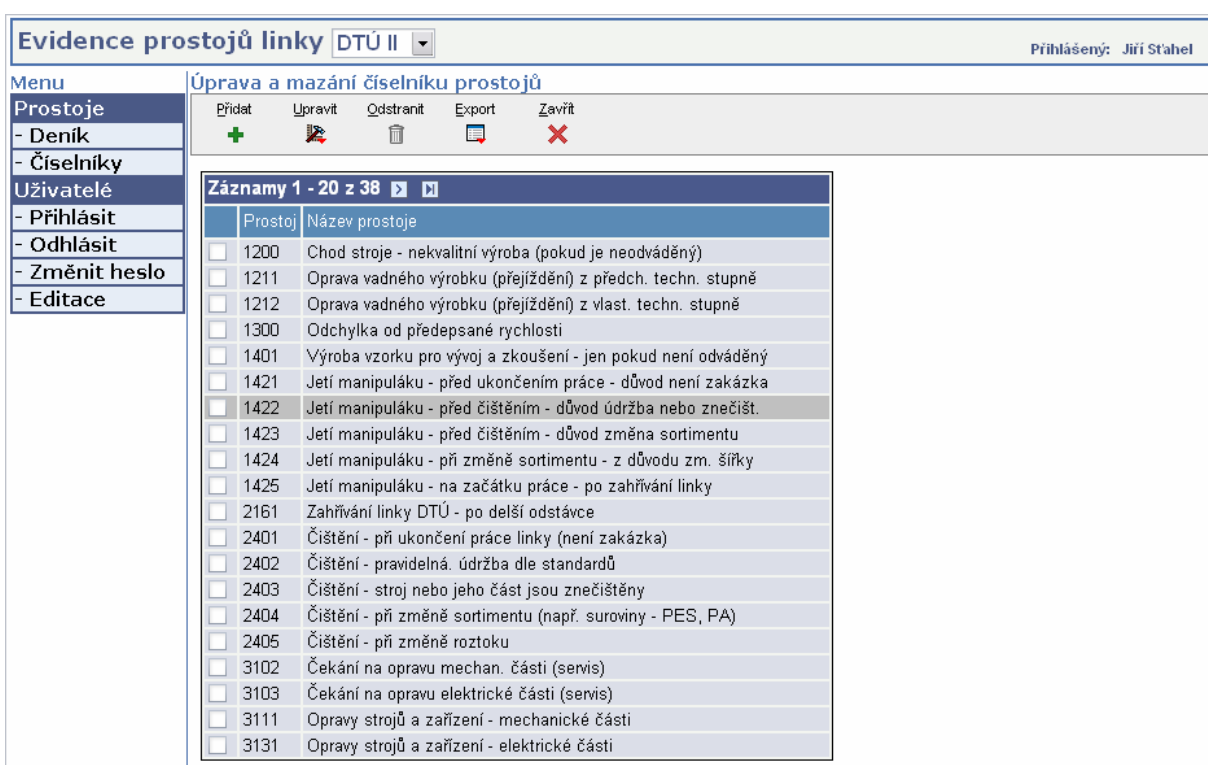 Evidence prostojů linky DTÚ II
Přihlášený: Jiří Sťahel
Menu
Prostoje
- Deník
- Číselníky
Uživatelé
- Přihlásit
- Odhlásit
- Změnit heslo
- Editace
Úprava a mazání číselníku prostojů
Přidat Upravit Odstranit Export Zavřít
Záznamy 1 - 20 z 38
Prostoj Název prostoje
1200 Chod stroje - nekvalitní výroba (pokud je neodváděný)
1211 Oprava vadného výrobku (přejíždění) z předch. techn. stupně
1212 Oprava vadného výrobku (přejíždění) z vlast. techn. stupně
1300 Odchylka od předepsané rychlosti
1401 Výroba vzorku pro vývoj a zkoušení - jen pokud není odváděný
1421 Jetí manipuláku - před ukončením práce - důvod není zakázka
1422 Jetí manipuláku - před čištěním - důvod údržba nebo znečišt.
1423 Jetí manipuláku - před čištěním - důvod změna sortimentu
1424 Jetí manipuláku - při změně sortimentu - z důvodu zm. šířky
1425 Jetí manipuláku - na začátku práce - po zahřívání linky
2161 Zahřívání linky DTÚ - po delší odstávce
2401 Čištění - při ukončení práce linky (není zakázka)
2402 Čištění - pravidelná. údržba dle standardů
2403 Čištění - stroj nebo jeho část jsou znečištěny
2404 Čištění - při změně sortimentu (např. suroviny - PES, PA)
2405 Čištění - při změně roztoku
3102 Čekání na opravu mechan. části (servis)
3103 Čekání na opravu elektrické části (servis)
3111 Opravy strojů a zařízení - mechanické části
3131 Opravy strojů a zařízení - elektrické části